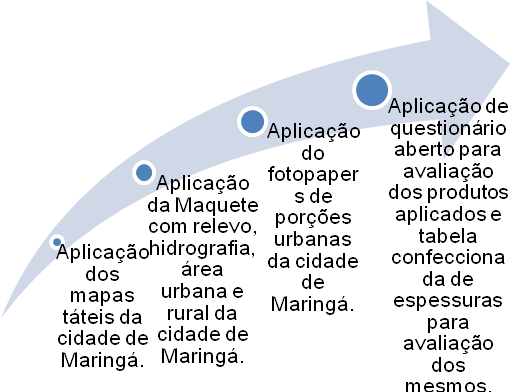 Aplicação
dos
mapas
táteis da
cidade de
Maringá.
Aplicação
da Maquete
com relevo,
hidrografia,
área
urbana e
rural da
cidade de
Maringá.
Aplicação
do
fotopaper
s de
porções
urbanas
da cidade
de
Maringá.
Aplicação de
questionário
aberto para
avaliação
dos produtos
aplicados e
tabela
confecciona
da de
espessuras
para
avaliação
dos
mesmos.